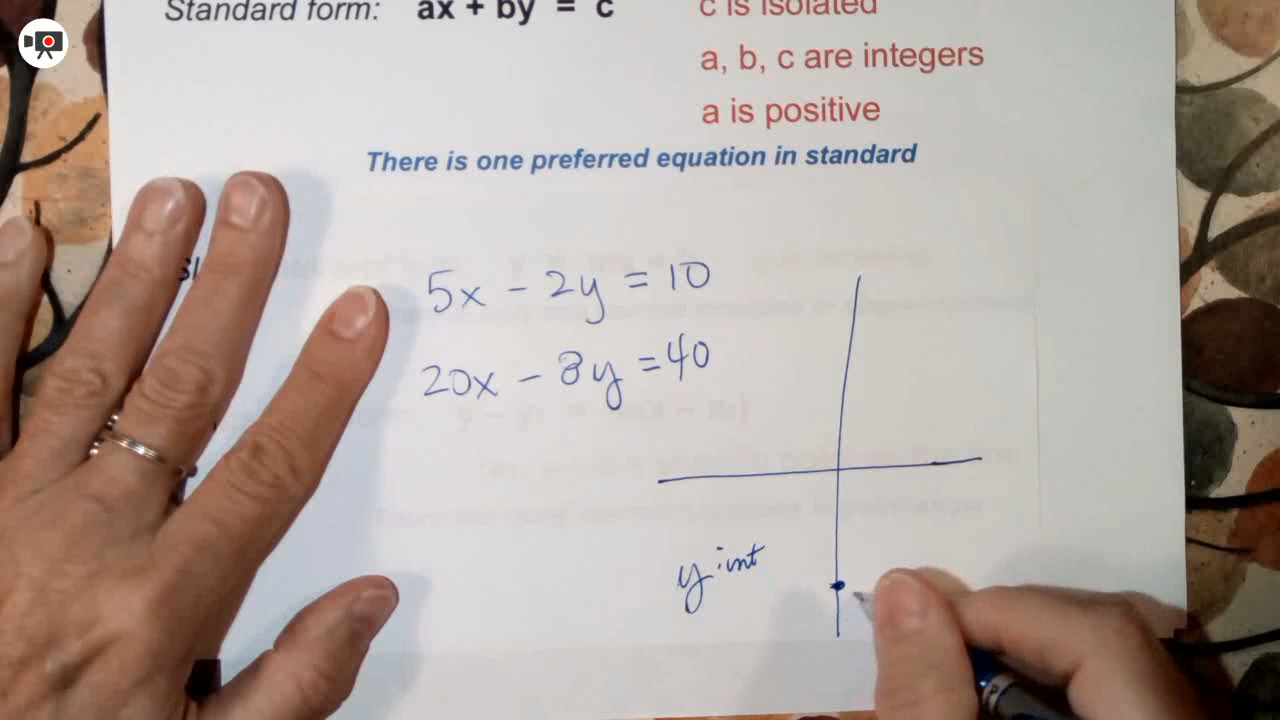 Standard form: ax + by = c
c is isolated
a, b, c are integers
a is positive
There is one preferred equation in standard
5x - 2y = 10
20x - 8y = 40
y int